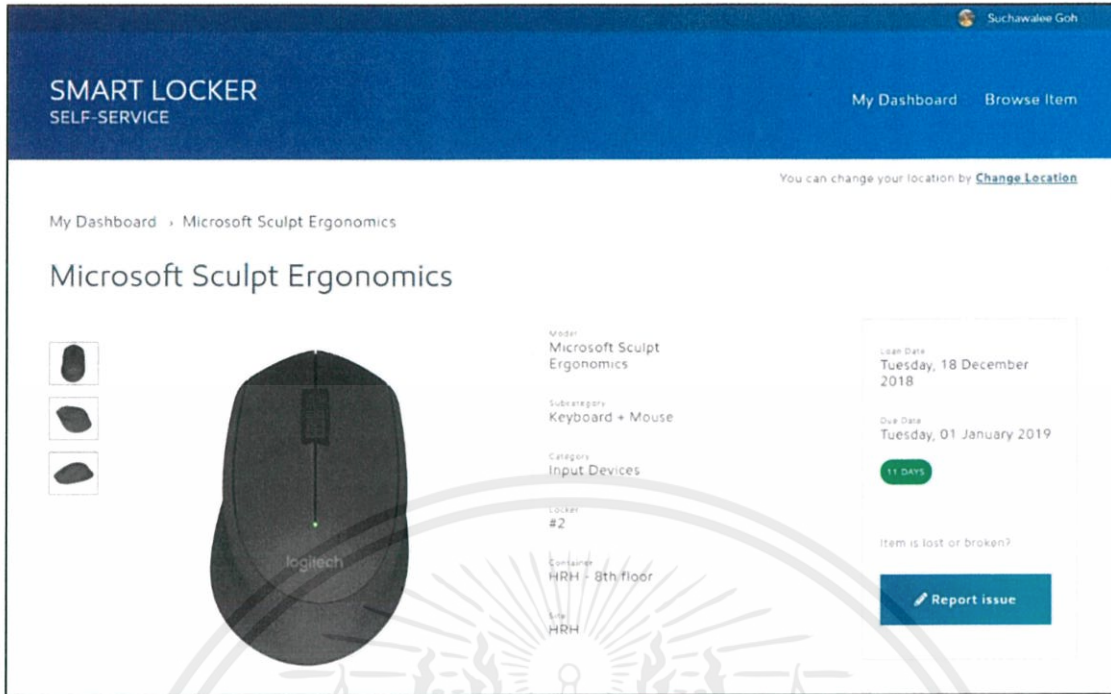 Suchawalee Goh
SMART LOCKER
SELF-SERVICE
My Dashboard Browse Item
You can change your location by Change Location
My Dashboard › Microsoft Sculpt Ergonomics
Microsoft Sculpt Ergonomics
logitech
Model
Microsoft Sculpt
Ergonomics
Subcategory
Keyboard + Mouse
Category
Input Devices
Locker
#2
Container
HRH - 8th floor
Site
HRH
Loan Date
Tuesday, 18 December
2018
Due Date
Tuesday, 01 January 2019
11 DAYS
Item is lost or broken?
Report issue